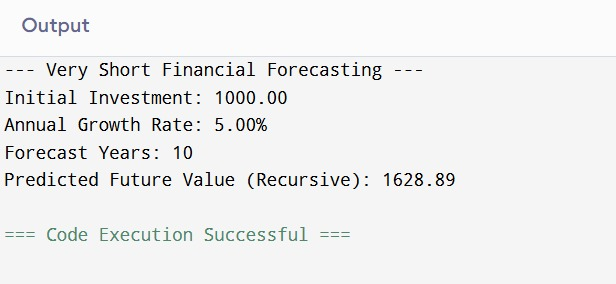 Output
--- Very Short Financial Forecasting ---
Initial Investment: 1000.00
Annual Growth Rate: 5.00%
Forecast Years: 10
Predicted Future Value (Recursive): 1628.89
=== Code Execution Successful ===